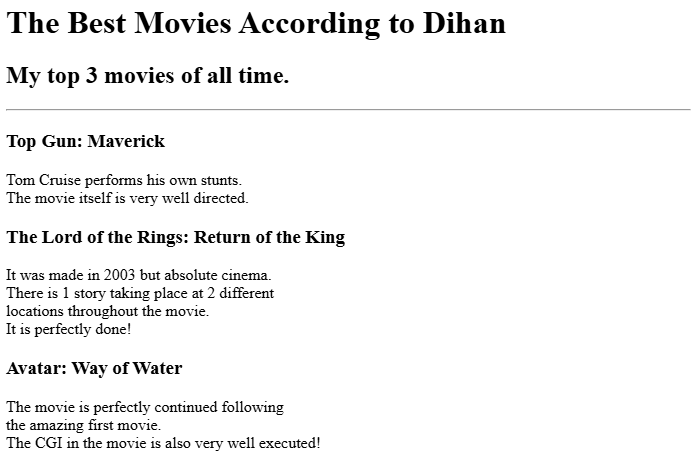 The Best Movies According to Dihan
My top 3 movies of all time.
Top Gun: Maverick
Tom Cruise performs his own stunts.
The movie itself is very well directed.
The Lord of the Rings: Return of the King
It was made in 2003 but absolute cinema.
There is 1 story taking place at 2 different
locations throughout the movie.
It is perfectly done!
Avatar: Way of Water
The movie is perfectly continued following
the amazing first movie.
The CGI in the movie is also very well executed!